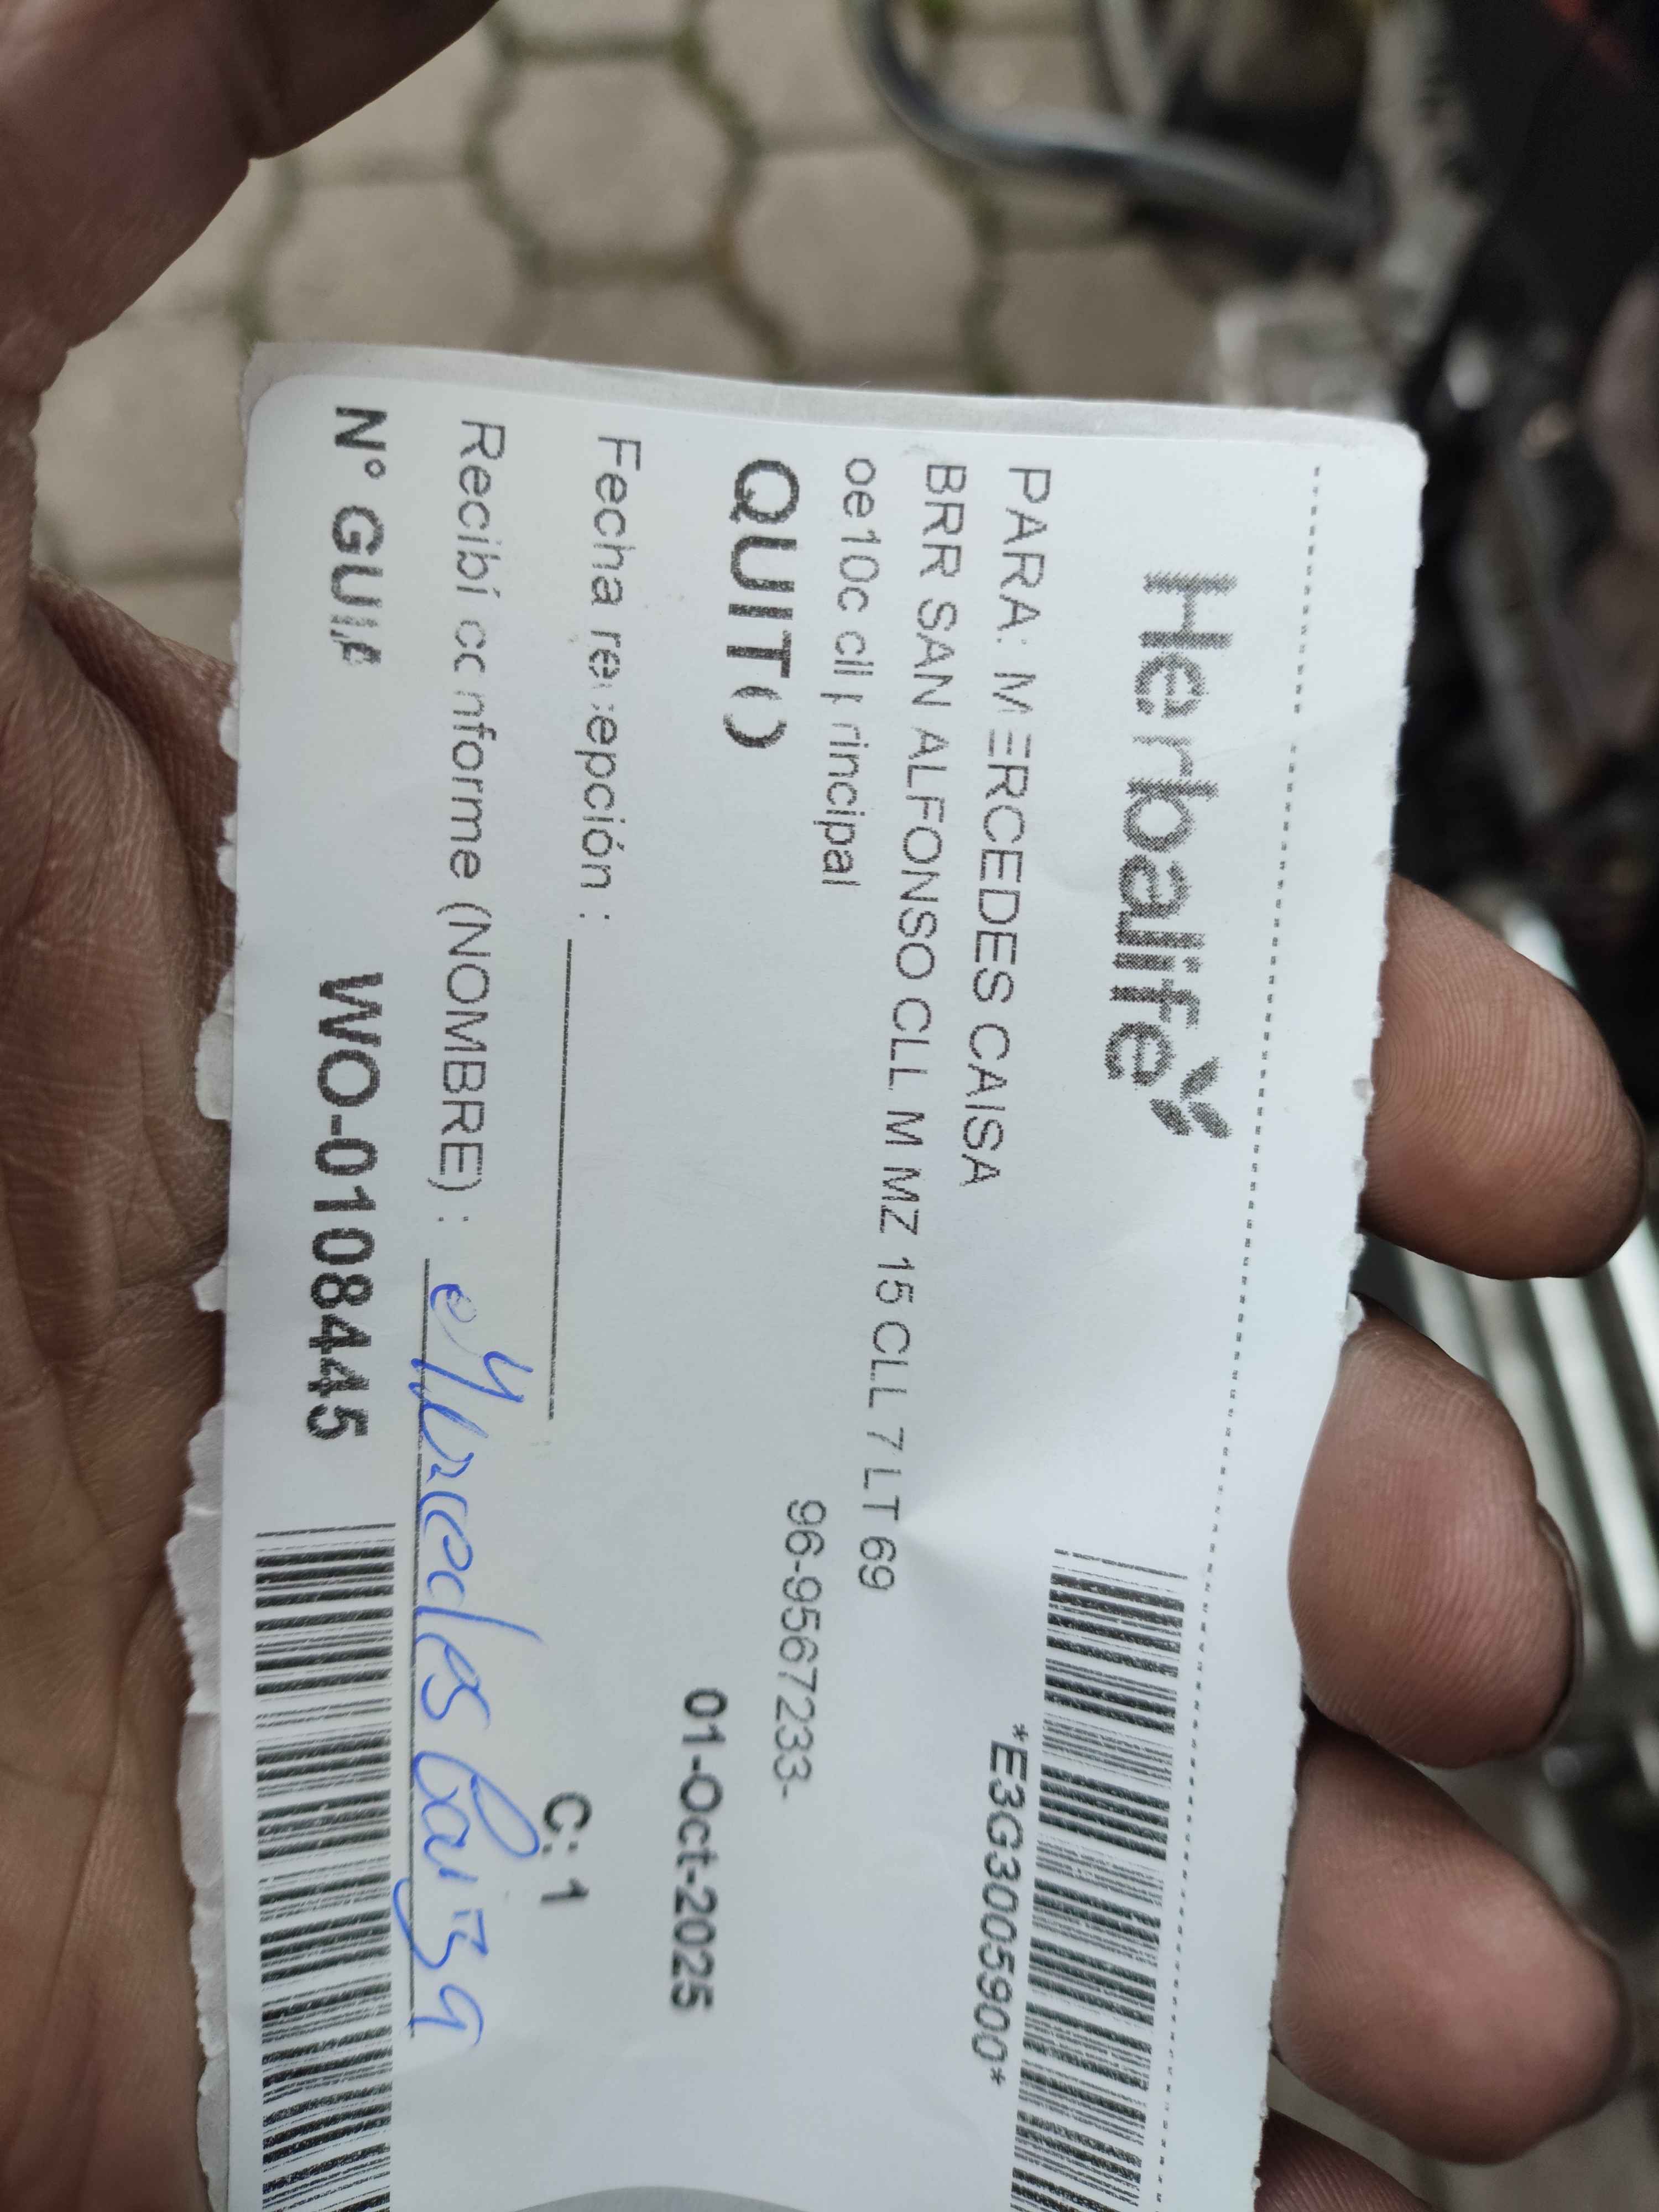 Herbalife
*E3G3005900*
PARA: MERCEDES CAISA
BRR SAN ALFONSO CLL M MZ 15 CLL 7 LT 69
oe10c cll principal
96-9567233-
QUITO
01-Oct-2025
Fecha recepción :
C: 1
Recibí conforme (NOMBRE) : Mercedes Caisa
N° GUIA WO-0108445